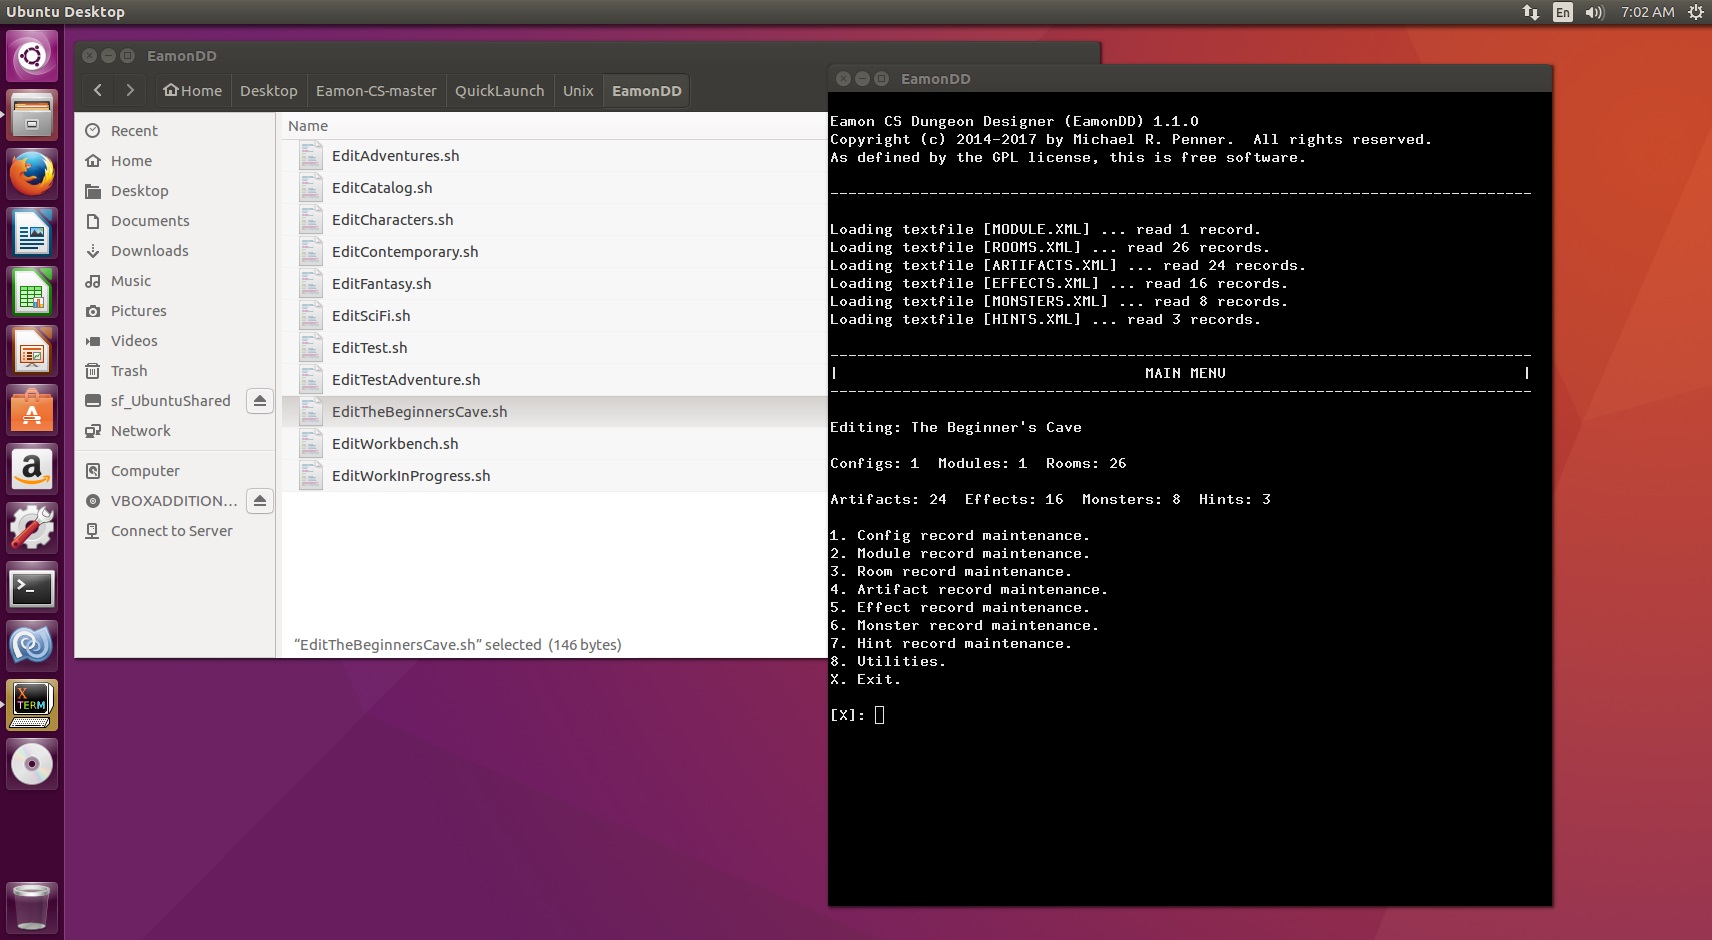 Ubuntu Desktop
En
7:02 AM
EamonDD
Home
Desktop
Eamon-CS-master
QuickLaunch
Unix
EamonDD
Recent
Home
Desktop
Documents
Downloads
Music
Pictures
Videos
Trash
sf_UbuntuShared
Network
Computer
VBOXADDITION...
Connect to Server
Name
EditAdventures.sh
EditCatalog.sh
EditCharacters.sh
EditContemporary.sh
EditFantasy.sh
EditSciFi.sh
EditTest.sh
EditTestAdventure.sh
EditTheBeginnersCave.sh
EditWorkbench.sh
EditWorkInProgress.sh
“EditTheBeginnersCave.sh” selected (146 bytes)
EamonDD
Eamon CS Dungeon Designer (EamonDD) 1.1.0
Copyright (c) 2014-2017 by Michael R. Penner.  All rights reserved.
As defined by the GPL license, this is free software.
------------------------------------------------------------------------------
Loading textfile [MODULE.XML] ... read 1 record.
Loading textfile [ROOMS.XML] ... read 26 records.
Loading textfile [ARTIFACTS.XML] ... read 24 records.
Loading textfile [EFFECTS.XML] ... read 16 records.
Loading textfile [MONSTERS.XML] ... read 8 records.
Loading textfile [HINTS.XML] ... read 3 records.
------------------------------------------------------------------------------
| MAIN MENU |
------------------------------------------------------------------------------
Editing: The Beginner's Cave
Configs: 1  Modules: 1  Rooms: 26
Artifacts: 24  Effects: 16  Monsters: 8  Hints: 3
1. Config record maintenance.
2. Module record maintenance.
3. Room record maintenance.
4. Artifact record maintenance.
5. Effect record maintenance.
6. Monster record maintenance.
7. Hint record maintenance.
8. Utilities.
X. Exit.
[X]:
X
TERM